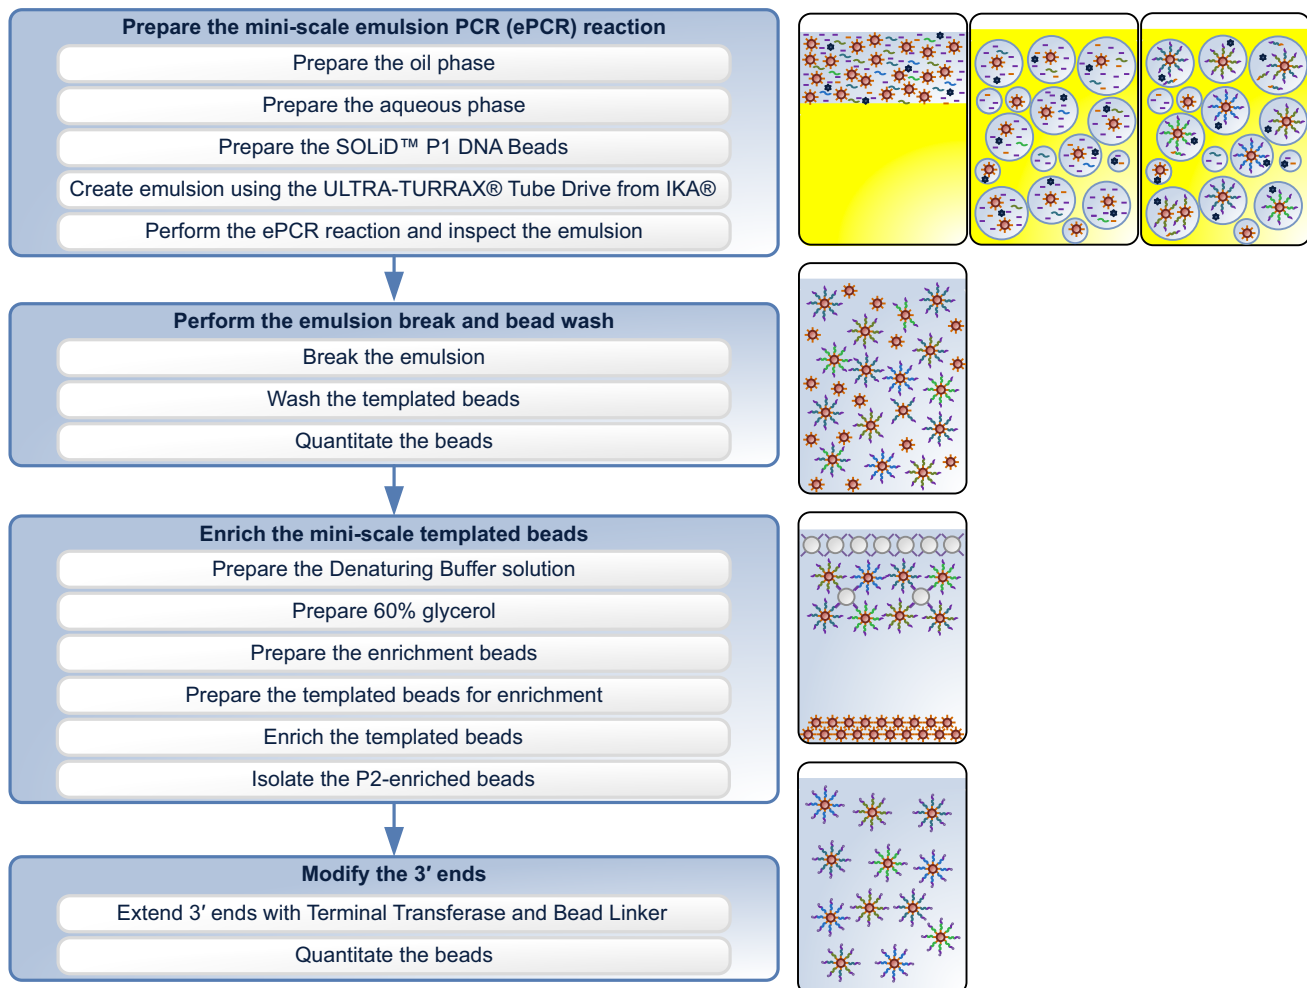 Prepare the mini-scale emulsion PCR (ePCR) reaction
Prepare the oil phase
Prepare the aqueous phase
Prepare the SOLiD™ P1 DNA Beads
Create emulsion using the ULTRA-TURRAX® Tube Drive from IKA®
Perform the ePCR reaction and inspect the emulsion
Perform the emulsion break and bead wash
Break the emulsion
Wash the templated beads
Quantitate the beads
Enrich the mini-scale templated beads
Prepare the Denaturing Buffer solution
Prepare 60% glycerol
Prepare the enrichment beads
Prepare the templated beads for enrichment
Enrich the templated beads
Isolate the P2-enriched beads
Modify the 3′ ends
Extend 3′ ends with Terminal Transferase and Bead Linker
Quantitate the beads